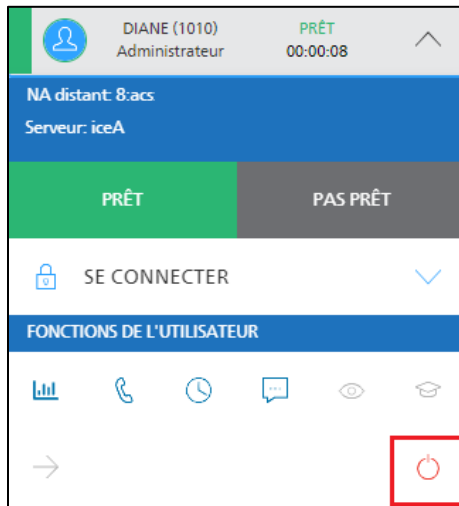 DIANE (1010)
PRÊT
Administrateur
00:00:08
NA distant: 8:acs
Serveur: iceA
PRÊT
PAS PRÊT
SE CONNECTER
FONCTIONS DE L'UTILISATEUR